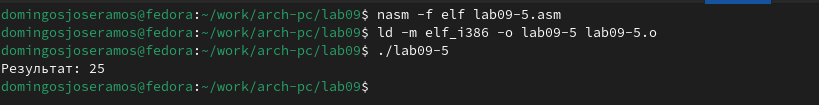 domingosjoseramos@fedora:~/work/arch-pc/lab09$ nasm -f elf lab09-5.asm
domingosjoseramos@fedora:~/work/arch-pc/lab09$ ld -m elf_i386 -o lab09-5 lab09-5.o
domingosjoseramos@fedora:~/work/arch-pc/lab09$ ./lab09-5
Результат: 25
domingosjoseramos@fedora:~/work/arch-pc/lab09$